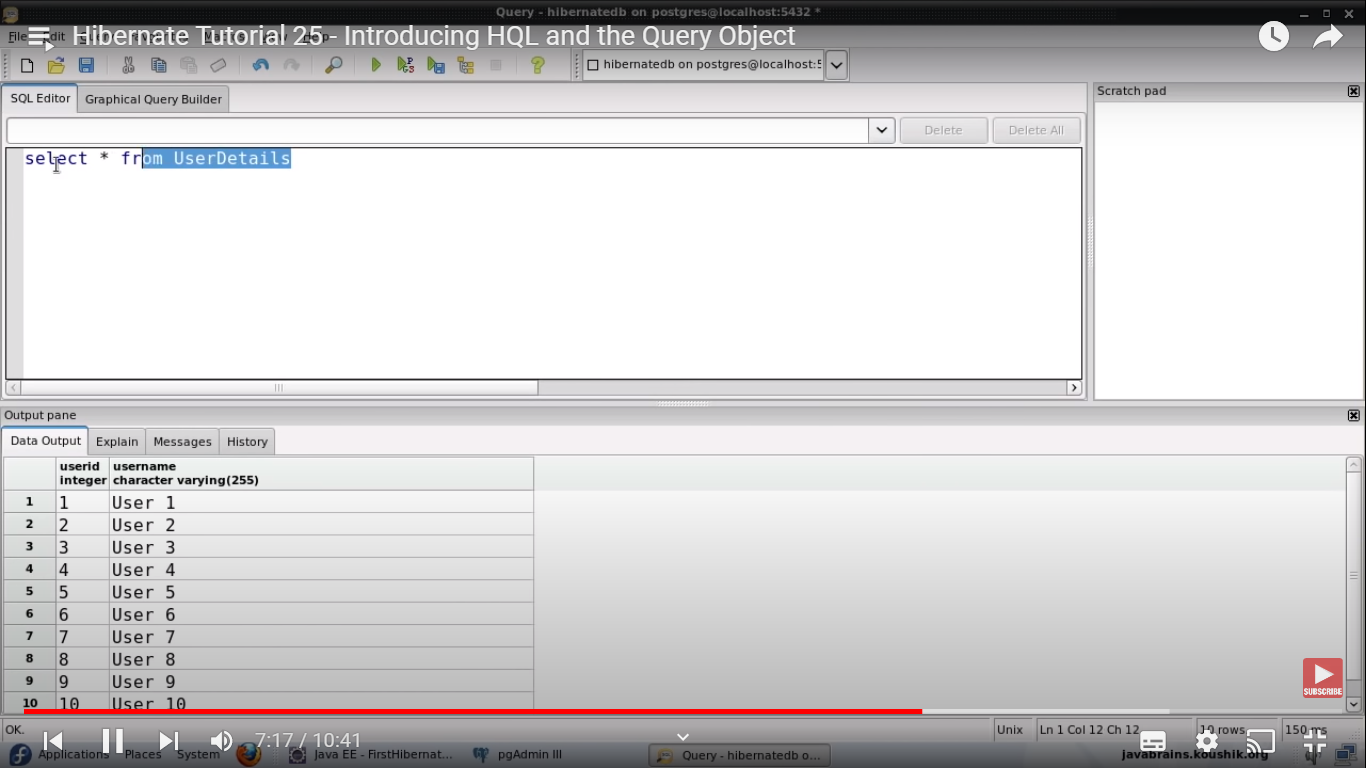 Query - hibernatedb on postgres@localhost:5432 *
Hibernate Tutorial 25 - Introducing HQL and the Query Object
File Edit
hibernatedb on postgres@localhost:5
SQL Editor Graphical Query Builder
Scratch pad
Delete Delete All
select * from UserDetails
Output pane
Data Output Explain Messages History
userid username
integer character varying(255)
1 1 User 1
2 2 User 2
3 3 User 3
4 4 User 4
5 5 User 5
6 6 User 6
7 7 User 7
8 8 User 8
9 9 User 9
10 10 User 10
SUBSCRIBE
OK. Unix Ln 1 Col 12 Ch 12 10 rows 150 ms
7:17 / 10:41
Applications Places System Java EE - FirstHibernat... pgAdmin III Query - hibernatedb o... javabrains.koushik.org